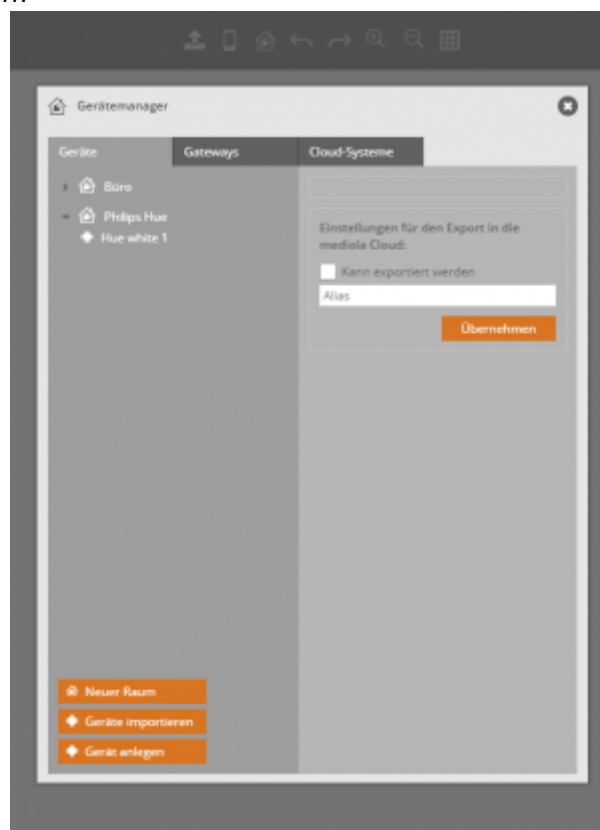 Gerätemanager
Geräte
Gateways
Cloud-Systeme
Büro
Philips Hue
Hue white 1
Einstellungen für den Export in die
mediola Cloud:
Kann exportiert werden
Alias
Übernehmen
Neuer Raum
Geräte importieren
Gerät anlegen